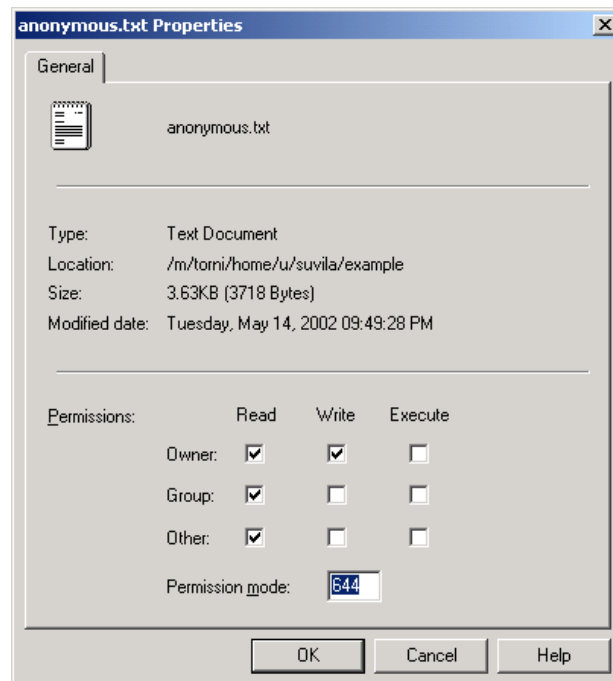 anonymous.txt Properties
General
anonymous.txt
Type: Text Document
Location: /m/torni/home/u/suvila/example
Size: 3.63KB (3718 Bytes)
Modified date: Tuesday, May 14, 2002 09:49:28 PM
Permissions: Read Write Execute
Owner:
Group:
Other:
Permission mode: 644
OK Cancel Help